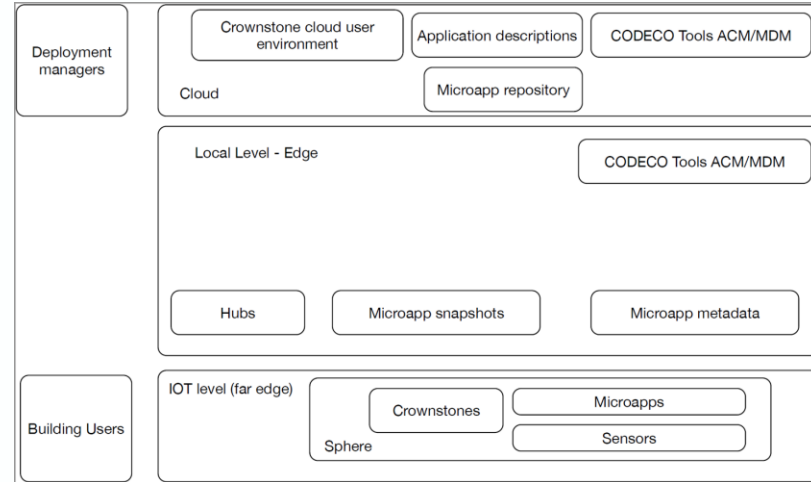 Deployment
managers
Crownstone cloud user
environment
Application descriptions
CODECO Tools ACM/MDM
Cloud
Microapp repository
Local Level - Edge
CODECO Tools ACM/MDM
Hubs
Microapp snapshots
Microapp metadata
Building Users
IOT level (far edge)
Crownstones
Microapps
Sensors
Sphere